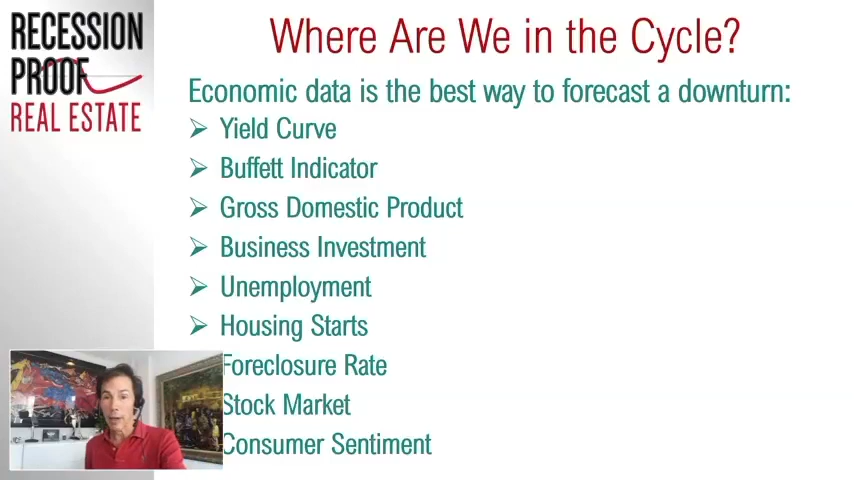 RECESSION
PROOF
REAL ESTATE
Where Are We in the Cycle?
Economic data is the best way to forecast a downturn:
Yield Curve
Buffett Indicator
Gross Domestic Product
Business Investment
Unemployment
Housing Starts
Foreclosure Rate
Stock Market
Consumer Sentiment